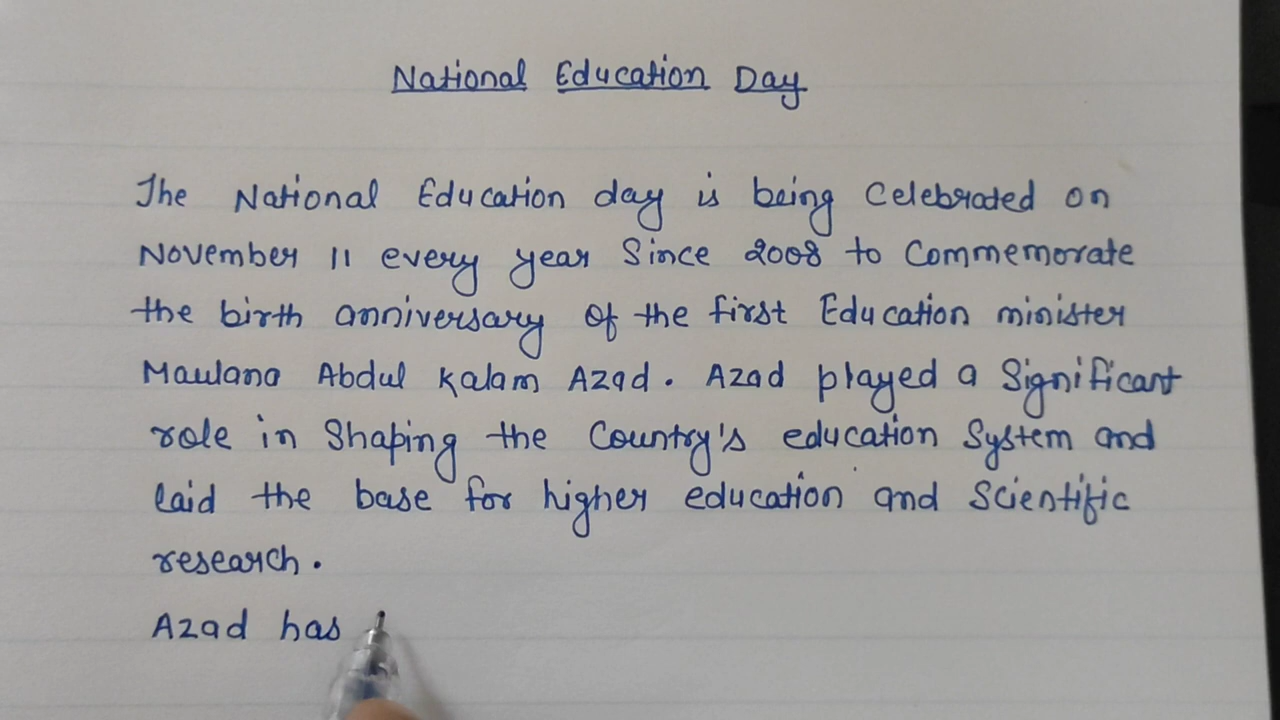 National Education Day
The National Education day is being Celebrated on
November 11 every year Since 2008 to Commemorate
the birth anniversary of the first Education minister
Maulana Abdul Kalam Azad. Azad played a Significant
role in Shaping the Country's education System and
laid the base for higher education and Scientific
research.
Azad has